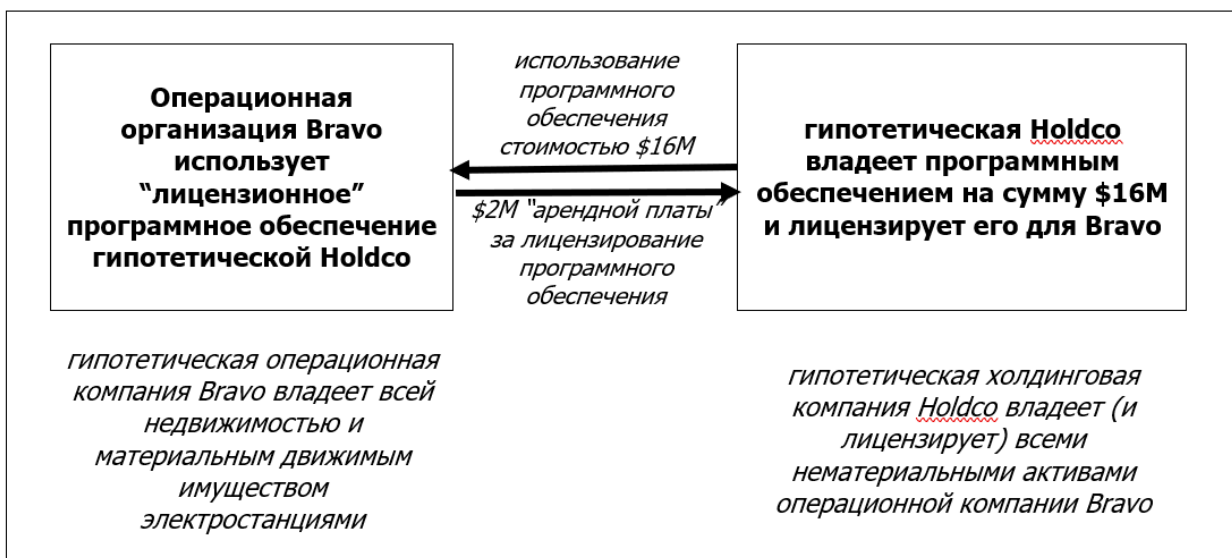 Операционная
организация Bravo
использует
“лицензионное”
программное обеспечение
гипотетической Holdco
использование
программного
обеспечения
стоимостью $16M
$2M “арендной платы”
за лицензирование
программного
обеспечения
гипотетическая Holdco
владеет программным
обеспечением на сумму $16M
и лицензирует его для Bravo
гипотетическая операционная
компания Bravo владеет всей
недвижимостью и
материальным движимым
имуществом
электростанциями
гипотетическая холдинговая
компания Holdco владеет (и
лицензирует) всеми
нематериальными активами
операционной компании Bravo